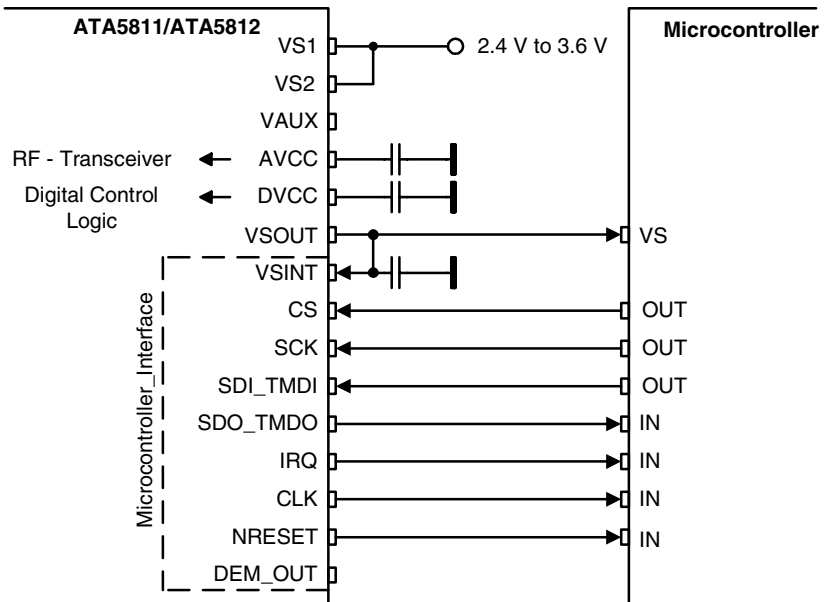 ATA5811/ATA5812
Microcontroller
VS1
2.4 V to 3.6 V
VS2
VAUX
RF - Transceiver
AVCC
Digital Control
Logic
DVCC
VSOUT
VS
VSINT
Microcontroller_Interface
CS
OUT
SCK
OUT
SDI_TMDI
OUT
SDO_TMDO
IN
IRQ
IN
CLK
IN
NRESET
IN
DEM_OUT